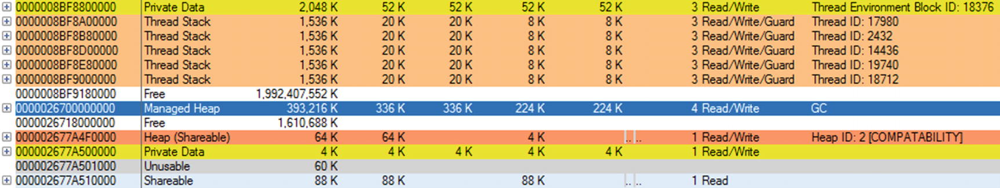 0000008BF8800000 Private Data 2,048 K 52 K 52 K 52 K 52 K 3 Read/Write Thread Environment Block ID: 18376
0000008BF8A00000 Thread Stack 1,536 K 20 K 20 K 8 K 8 K 3 Read/Write/Guard Thread ID: 17980
0000008BF8B80000 Thread Stack 1,536 K 20 K 20 K 8 K 8 K 3 Read/Write/Guard Thread ID: 2432
0000008BF8D00000 Thread Stack 1,536 K 20 K 20 K 8 K 8 K 3 Read/Write/Guard Thread ID: 14436
0000008BF8E80000 Thread Stack 1,536 K 20 K 20 K 8 K 8 K 3 Read/Write/Guard Thread ID: 19740
0000008BF9000000 Thread Stack 1,536 K 20 K 20 K 8 K 8 K 3 Read/Write/Guard Thread ID: 18712
0000008BF9180000 Free 1,992,407,552 K
0000026700000000 Managed Heap 393,216 K 336 K 336 K 224 K 224 K 4 Read/Write GC
0000026718000000 Free 1,610,688 K
000002677A4F0000 Heap (Shareable) 64 K 64 K 4 K .. .. 1 Read/Write Heap ID: 2 [COMPATABILITY]
000002677A500000 Private Data 4 K 4 K 4 K 4 K 4 K 1 Read/Write
000002677A501000 Unusable 60 K
000002677A510000 Shareable 88 K 88 K 88 K .. .. 1 Read